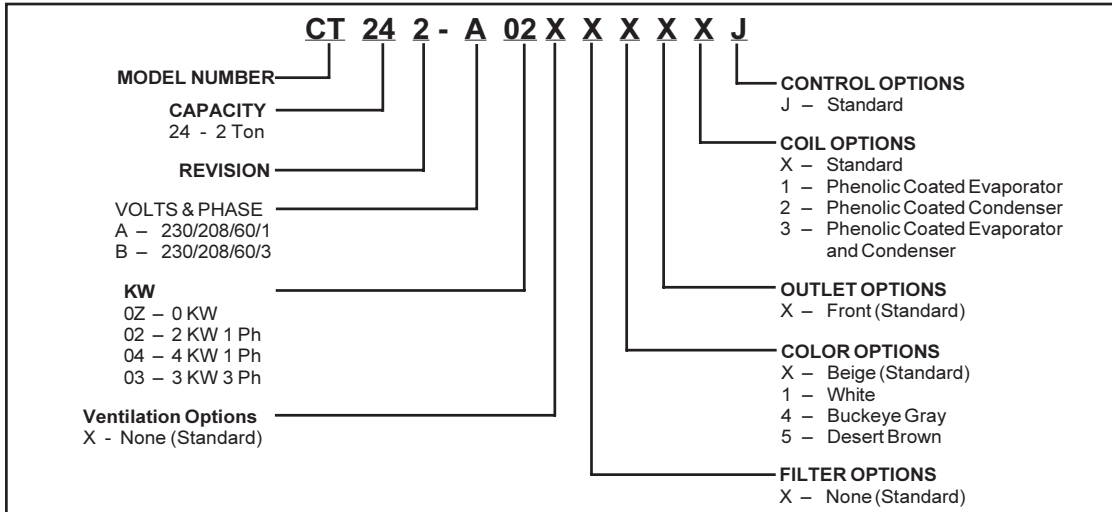 CT 24 2 - A 02 X X X X X J
MODEL NUMBER
CAPACITY
24 - 2 Ton
REVISION
VOLTS & PHASE
A – 230/208/60/1
B – 230/208/60/3
KW
0Z – 0 KW
02 – 2 KW 1 Ph
04 – 4 KW 1 Ph
03 – 3 KW 3 Ph
Ventilation Options
X - None (Standard)
CONTROL OPTIONS
J – Standard
COIL OPTIONS
X – Standard
1 – Phenolic Coated Evaporator
2 – Phenolic Coated Condenser
3 – Phenolic Coated Evaporator
and Condenser
OUTLET OPTIONS
X – Front (Standard)
COLOR OPTIONS
X – Beige (Standard)
1 – White
4 – Buckeye Gray
5 – Desert Brown
FILTER OPTIONS
X – None (Standard)